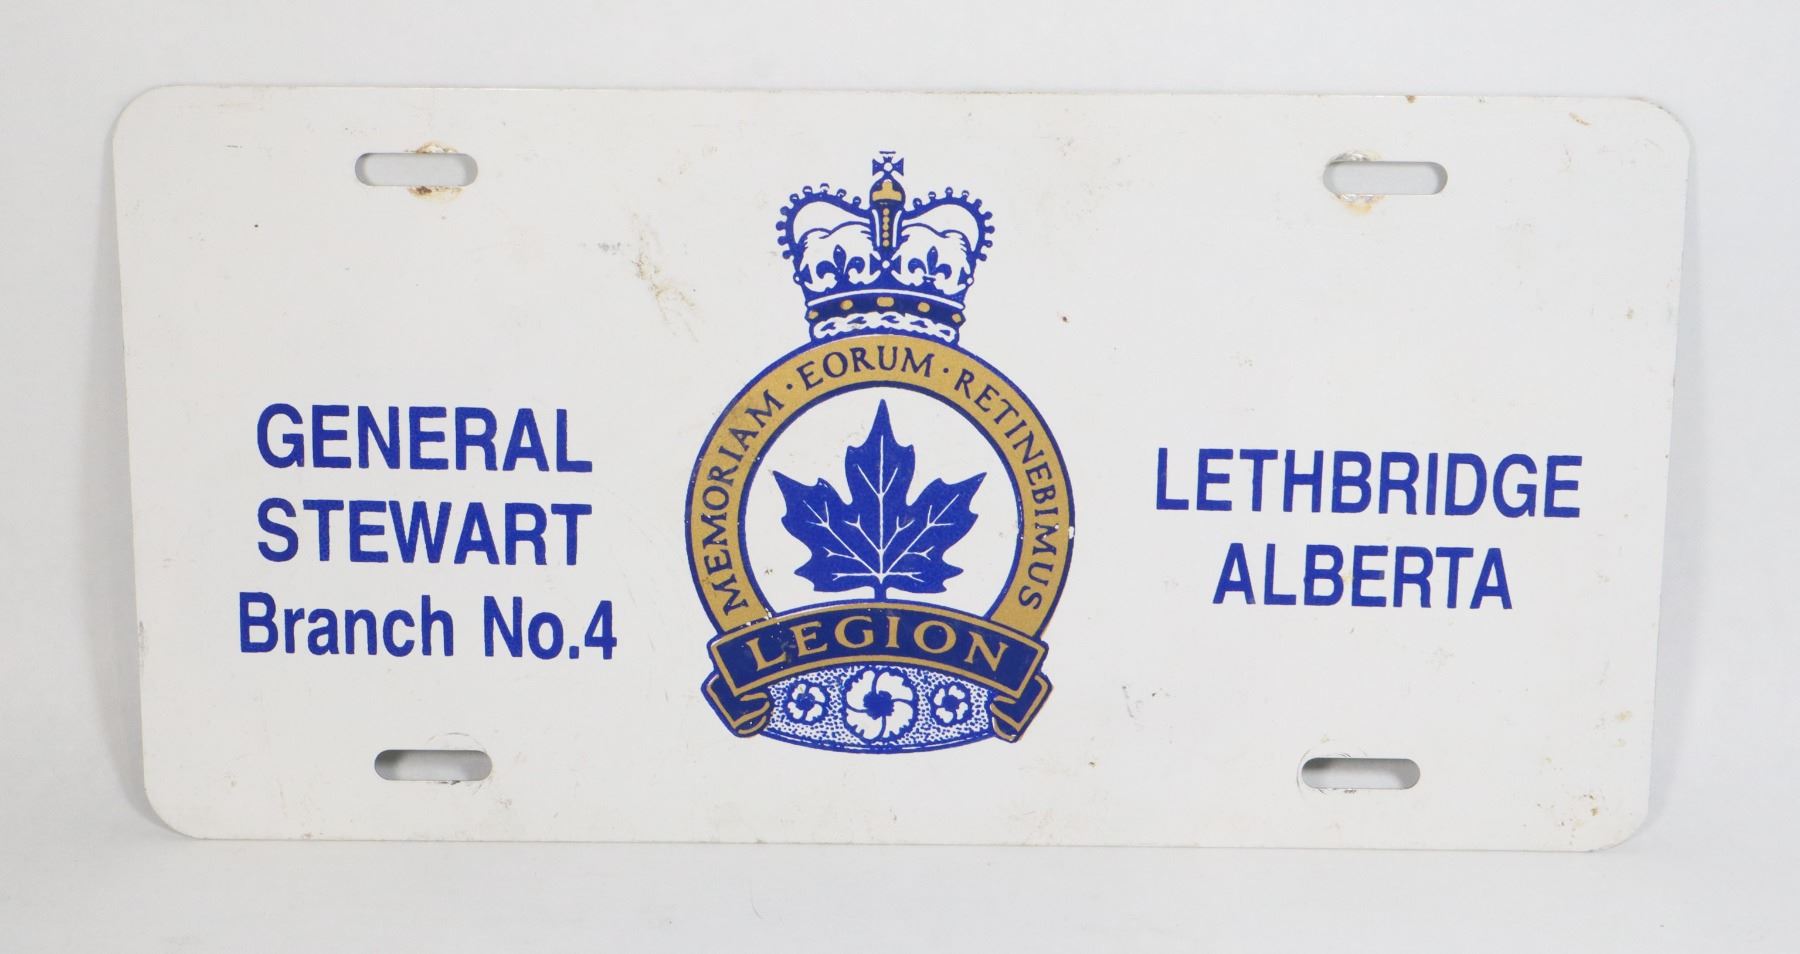 GENERAL
STEWART
Branch No.4
MEMORIAM · EORUM · RETINEBIMUS
LEGION
LETHBRIDGE
ALBERTA